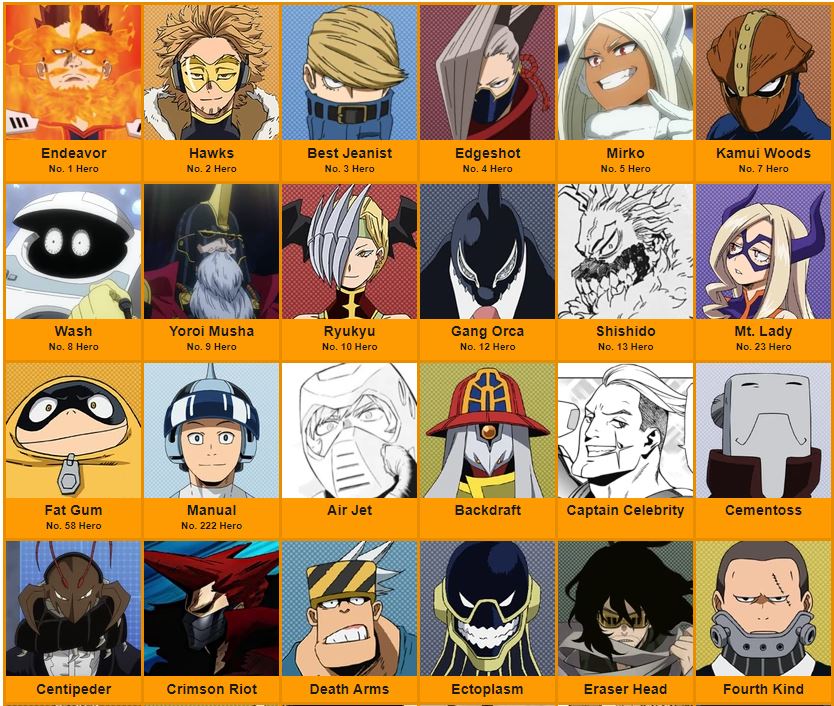 Endeavor
No. 1 Hero
Hawks
No. 2 Hero
Best Jeanist
No. 3 Hero
Edgeshot
No. 4 Hero
Mirko
No. 5 Hero
Kamui Woods
No. 7 Hero
Wash
No. 8 Hero
Yoroi Musha
No. 9 Hero
Ryukyu
No. 10 Hero
Gang Orca
No. 12 Hero
Shishido
No. 13 Hero
Mt. Lady
No. 23 Hero
Fat Gum
No. 58 Hero
Manual
No. 222 Hero
Air Jet
Backdraft
Captain Celebrity
Cementoss
Centipeder
Crimson Riot
Death Arms
Ectoplasm
Eraser Head
Fourth Kind